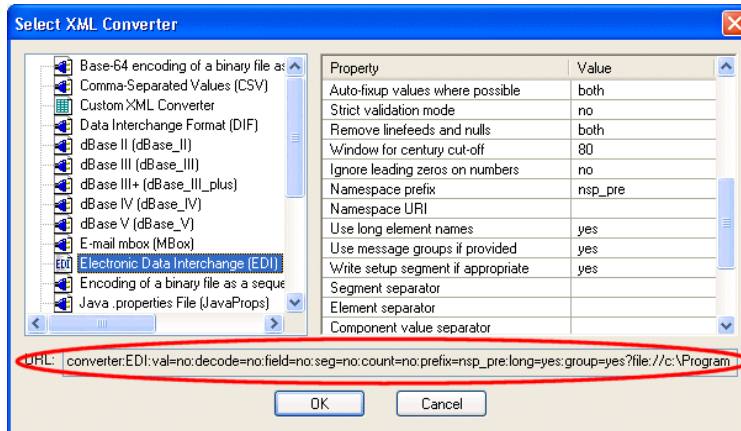 Select XML Converter
Base-64 encoding of a binary file as
Comma-Separated Values (CSV)
Custom XML Converter
Data Interchange Format (DIF)
dBase II (dBase_II)
dBase III (dBase_III)
dBase III+ (dBase_III_plus)
dBase IV (dBase_IV)
dBase V (dBase_V)
E-mail mbox (MBox)
EDI Electronic Data Interchange (EDI)
Encoding of a binary file as a seque
Java .properties File (JavaProps)
Property Value
Auto-fixup values where possible both
Strict validation mode no
Remove linefeeds and nulls both
Window for century cut-off 80
Ignore leading zeros on numbers no
Namespace prefix nsp_pre
Namespace URI
Use long element names yes
Use message groups if provided yes
Write setup segment if appropriate yes
Segment separator
Element separator
Component value separator
URL: converter:EDI:val=no:decode=no:field=no:seg=no:count=no:prefix=nsp_pre:long=yes:group=yes?file://c:\Program
OK Cancel